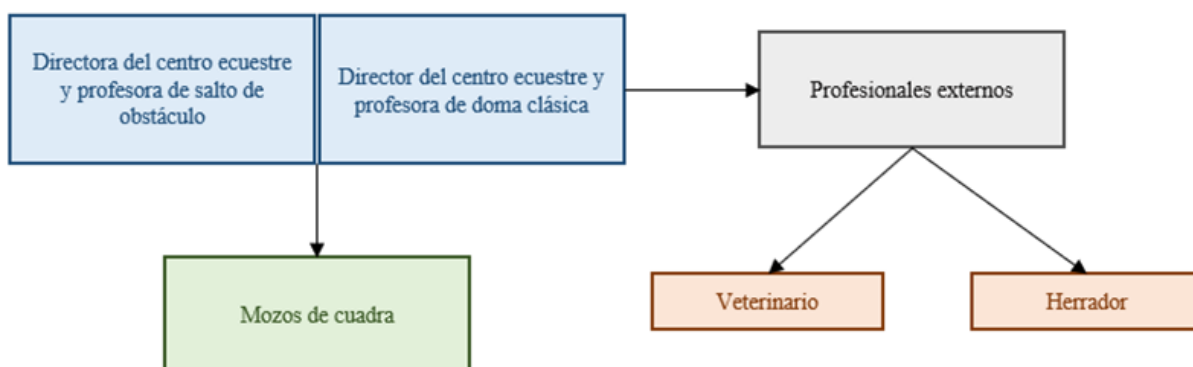 Directora del centro ecuestre
y profesora de salto de
obstáculo
Director del centro ecuestre y
profesora de doma clásica
Profesionales externos
Mozos de cuadra
Veterinario
Herrador